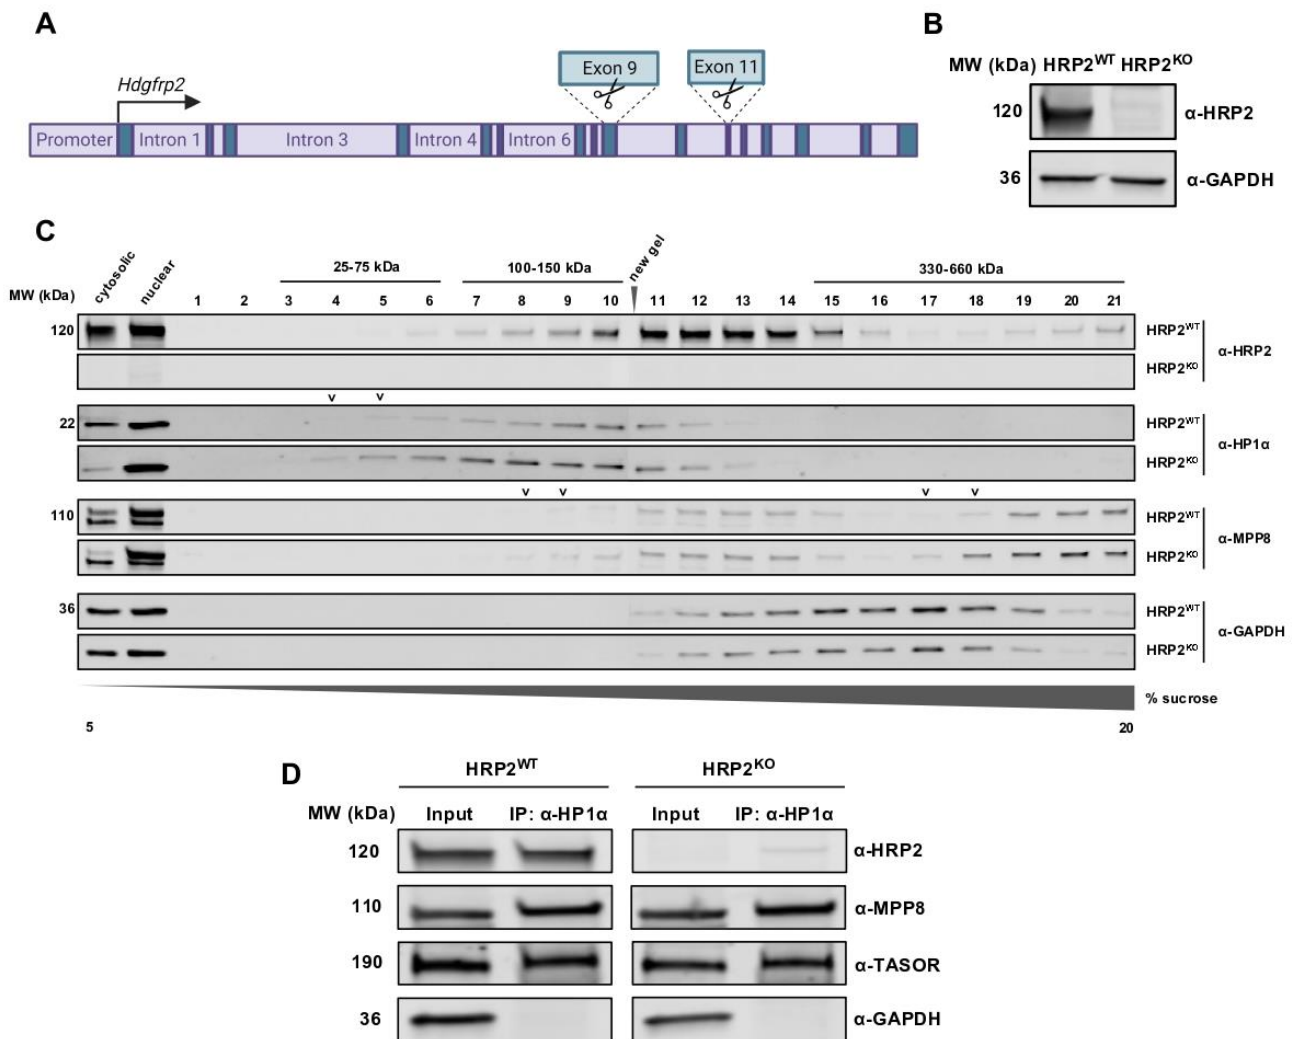 A
Hdgfrp2
Exon 9
Exon 11
Promoter
Intron 1
Intron 3
Intron 4
Intron 6
B
MW (kDa) HRP2WT HRP2KO
120
α-HRP2
36
α-GAPDH
C
MW (kDa)
cytosolic
nuclear
25-75 kDa
100-150 kDa
new gel
330-660 kDa
1 2 3 4 5 6 7 8 9 10 11 12 13 14 15 16 17 18 19 20 21
120
HRP2WT
HRP2KO
α-HRP2
v v
22
HRP2WT
HRP2KO
α-HP1α
v v v v
110
HRP2WT
HRP2KO
α-MPP8
36
HRP2WT
HRP2KO
α-GAPDH
% sucrose
5
20
D
HRP2WT
HRP2KO
MW (kDa) Input IP: α-HP1α Input IP: α-HP1α
120
α-HRP2
110
α-MPP8
190
α-TASOR
36
α-GAPDH